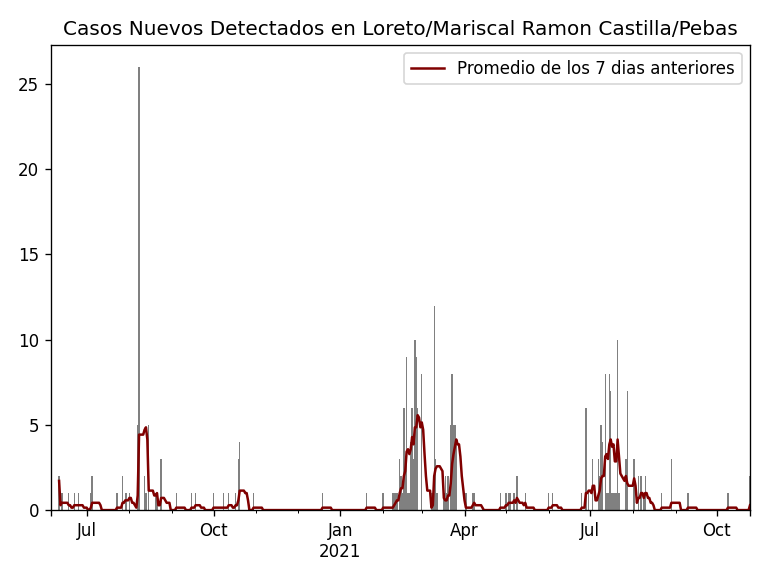 Casos Nuevos Detectados en Loreto/Mariscal Ramon Castilla/Pebas
Promedio de los 7 dias anteriores
25
20
15
10
5
0
Jul Oct Jan Apr Jul Oct
2021